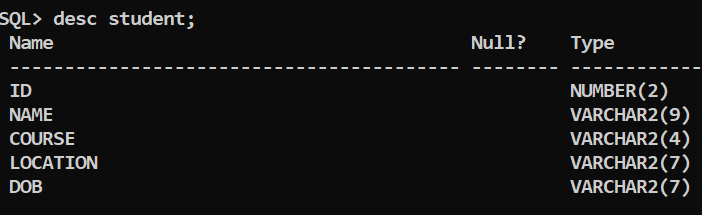 SQL> desc student;
Name Null? Type
----------------------------------------- -------- ------------
ID NUMBER(2)
NAME VARCHAR2(9)
COURSE VARCHAR2(4)
LOCATION VARCHAR2(7)
DOB VARCHAR2(7)